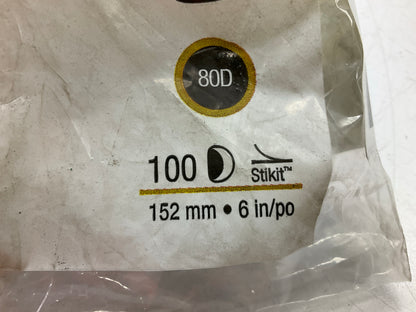 80D
100
Stikit™
152 mm • 6 in/po